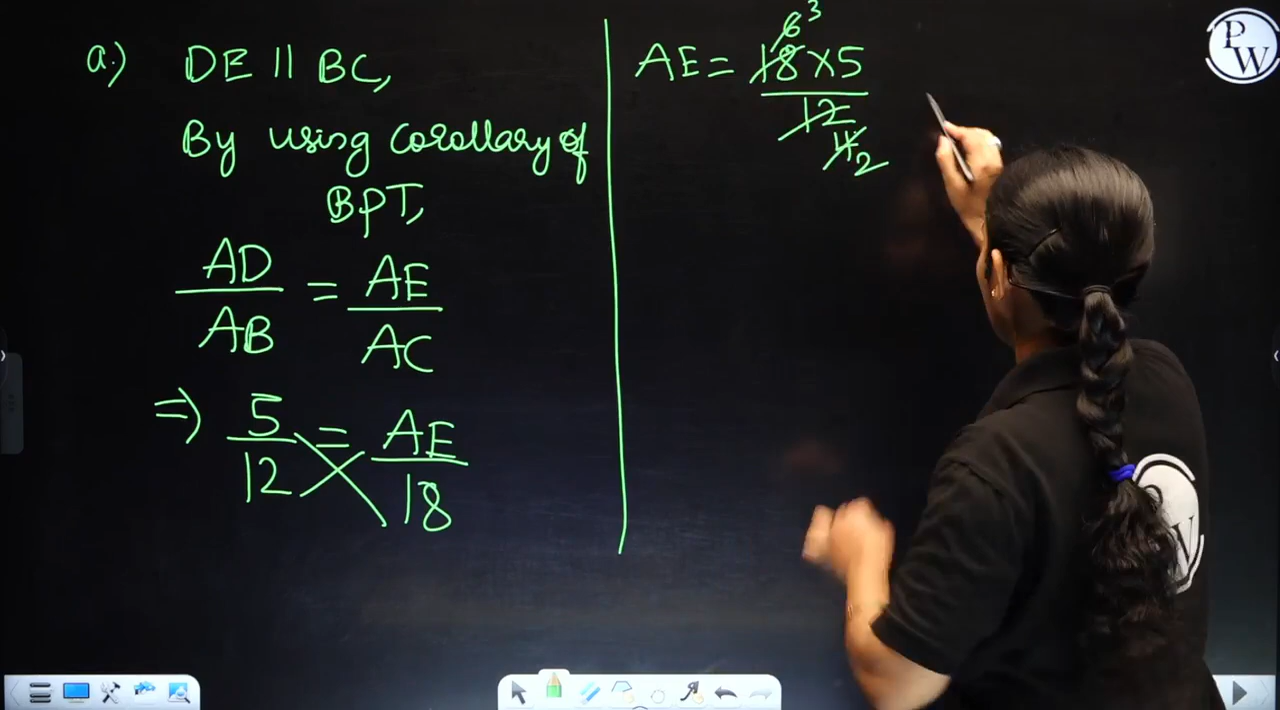 a.) DE || BC,
By using corollary of
BPT,
AD/AB = AE/AC
⇒ 5/12 = AE/18
AE = 18×5/12
6 3
4 2
PW
W